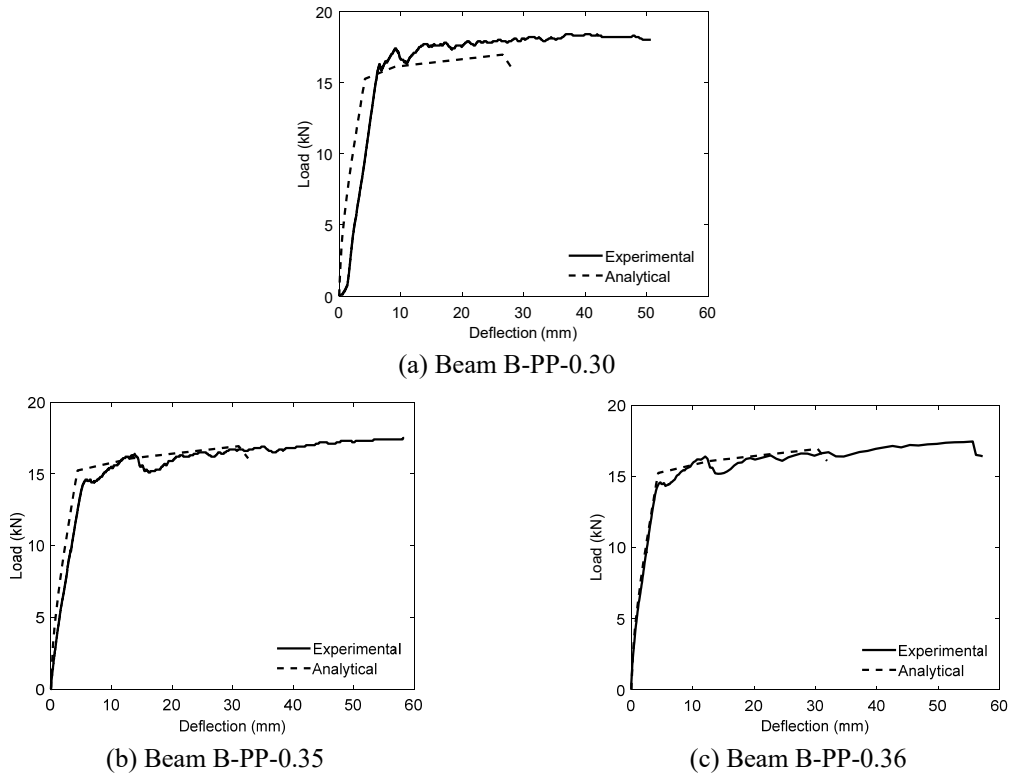 20
15
10
5
0
Load (kN)
Experimental
Analytical
0 10 20 30 40 50 60
Deflection (mm)
(a) Beam B-PP-0.30
20
15
10
5
0
Load (kN)
Experimental
Analytical
0 10 20 30 40 50 60
Deflection (mm)
(b) Beam B-PP-0.35
20
15
10
5
0
Load (kN)
Experimental
Analytical
0 10 20 30 40 50 60
Deflection (mm)
(c) Beam B-PP-0.36